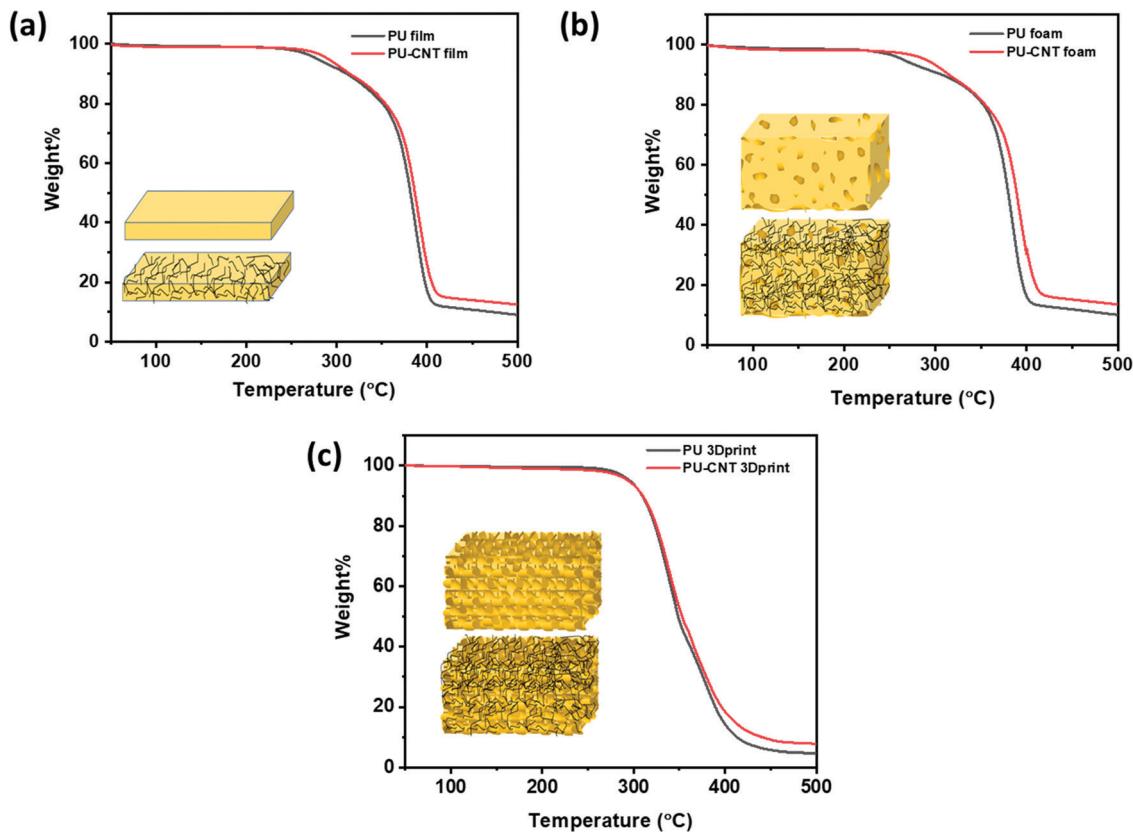 (a)
PU film
PU-CNT film
100
80
60
40
20
0
Weight%
100
200
300
400
500
Temperature (°C)
(b)
PU foam
PU-CNT foam
100
80
60
40
20
0
Weight%
100
200
300
400
500
Temperature (°C)
(c)
PU 3Dprint
PU-CNT 3Dprint
100
80
60
40
20
0
Weight%
100
200
300
400
500
Temperature (°C)